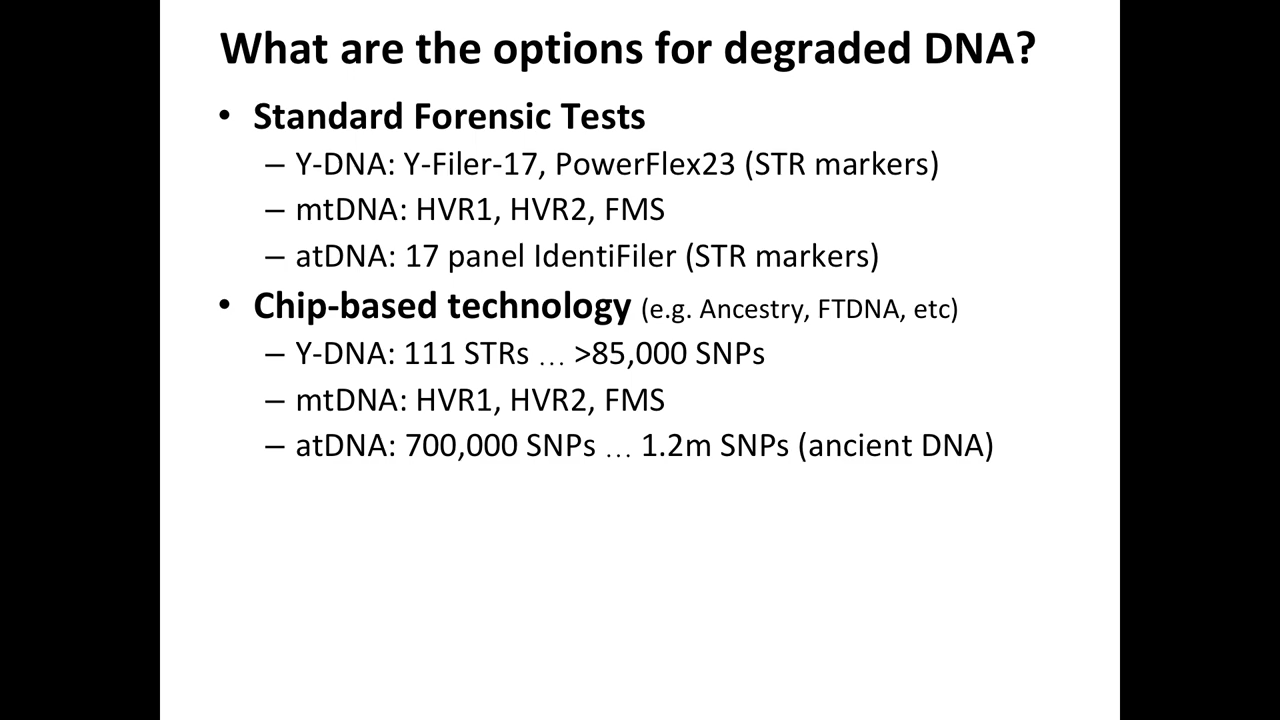 What are the options for degraded DNA?
• Standard Forensic Tests
– Y-DNA: Y-Filer-17, PowerFlex23 (STR markers)
– mtDNA: HVR1, HVR2, FMS
– atDNA: 17 panel IdentiFiler (STR markers)
• Chip-based technology (e.g. Ancestry, FTDNA, etc)
– Y-DNA: 111 STRs … >85,000 SNPs
– mtDNA: HVR1, HVR2, FMS
– atDNA: 700,000 SNPs … 1.2m SNPs (ancient DNA)